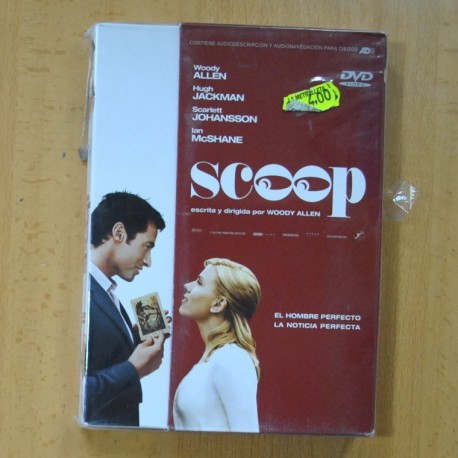 CONTIENE AUDIODESCRIPCIÓN Y AUDIONAVEGACIÓN PARA CIEGOS
Woody
ALLEN
Hugh
JACKMAN
Scarlett
JOHANSSON
Ian
McSHANE
DVD
VIDEO
scoop
escrita y dirigida por WOODY ALLEN
EL HOMBRE PERFECTO
LA NOTICIA PERFECTA